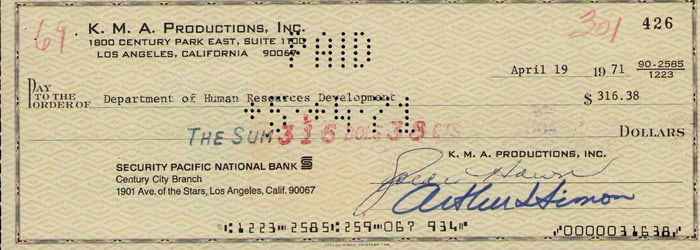 69
K. M. A. PRODUCTIONS, INC.
301
426
1800 CENTURY PARK EAST, SUITE 1100
LOS ANGELES, CALIFORNIA 90067
PAID
April 19 1971
90-2585
1223
PAY
TO THE
ORDER OF
Department of Human Resources Development
$ 316.38
THE SUM 316 DOLS 38 CTS
DOLLARS
K. M. A. PRODUCTIONS, INC.
SECURITY PACIFIC NATIONAL BANK
Century City Branch
1901 Ave. of the Stars, Los Angeles, Calif. 90067
Arthur L Simon
1223 2585 259 067 934
0000031638